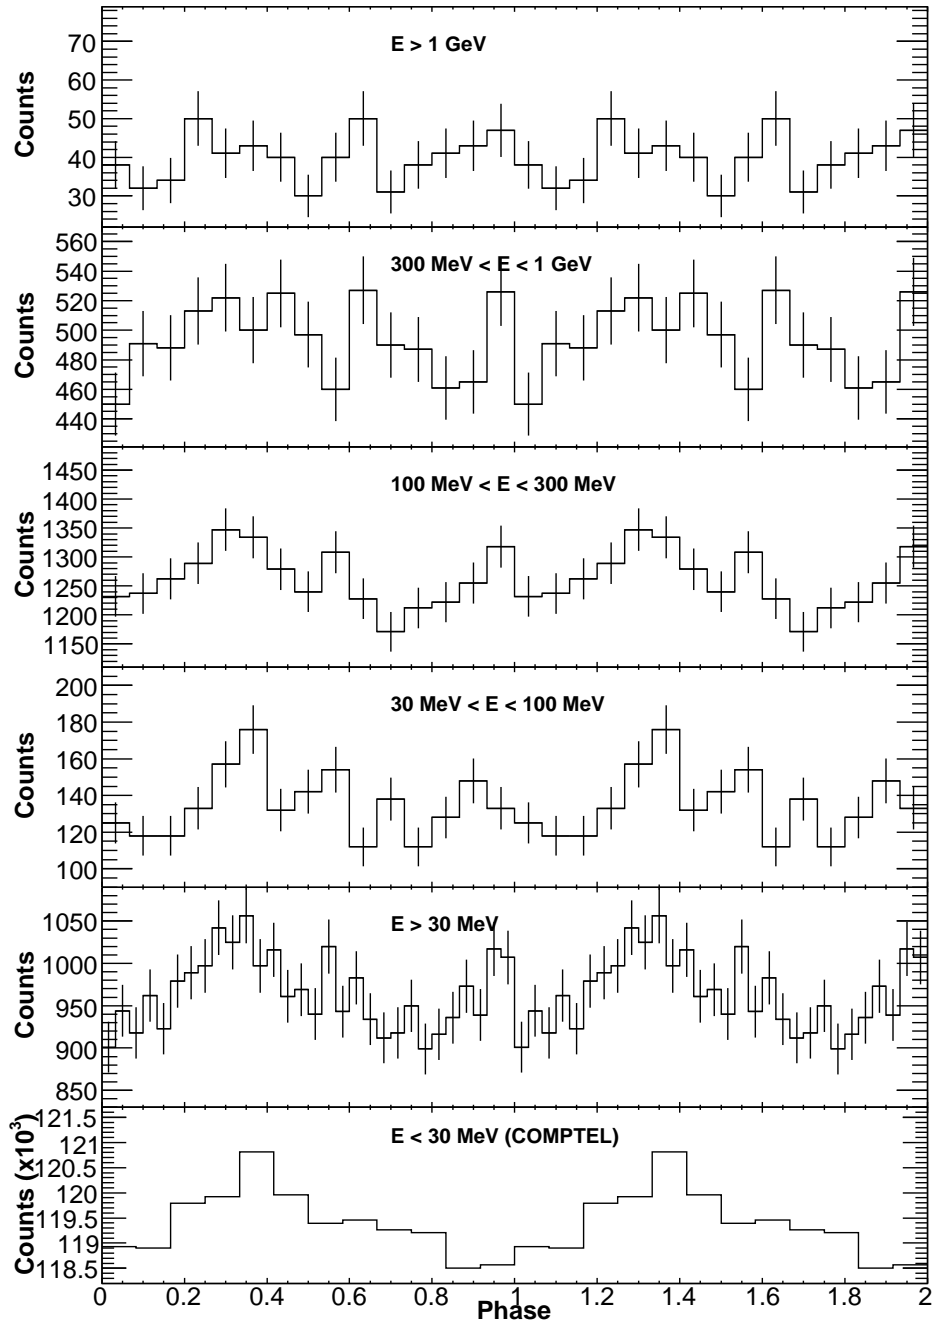 E > 1 GeV
Counts
70
60
50
40
30
300 MeV < E < 1 GeV
Counts
560
540
520
500
480
460
440
100 MeV < E < 300 MeV
Counts
1450
1400
1350
1300
1250
1200
1150
30 MeV < E < 100 MeV
Counts
200
180
160
140
120
100
E > 30 MeV
Counts
1050
1000
950
900
850
E < 30 MeV (COMPTEL)
Counts (x10³)
121.5
121
120.5
120
119.5
119
118.5
0 0.2 0.4 0.6 0.8 1 1.2 1.4 1.6 1.8 2
Phase